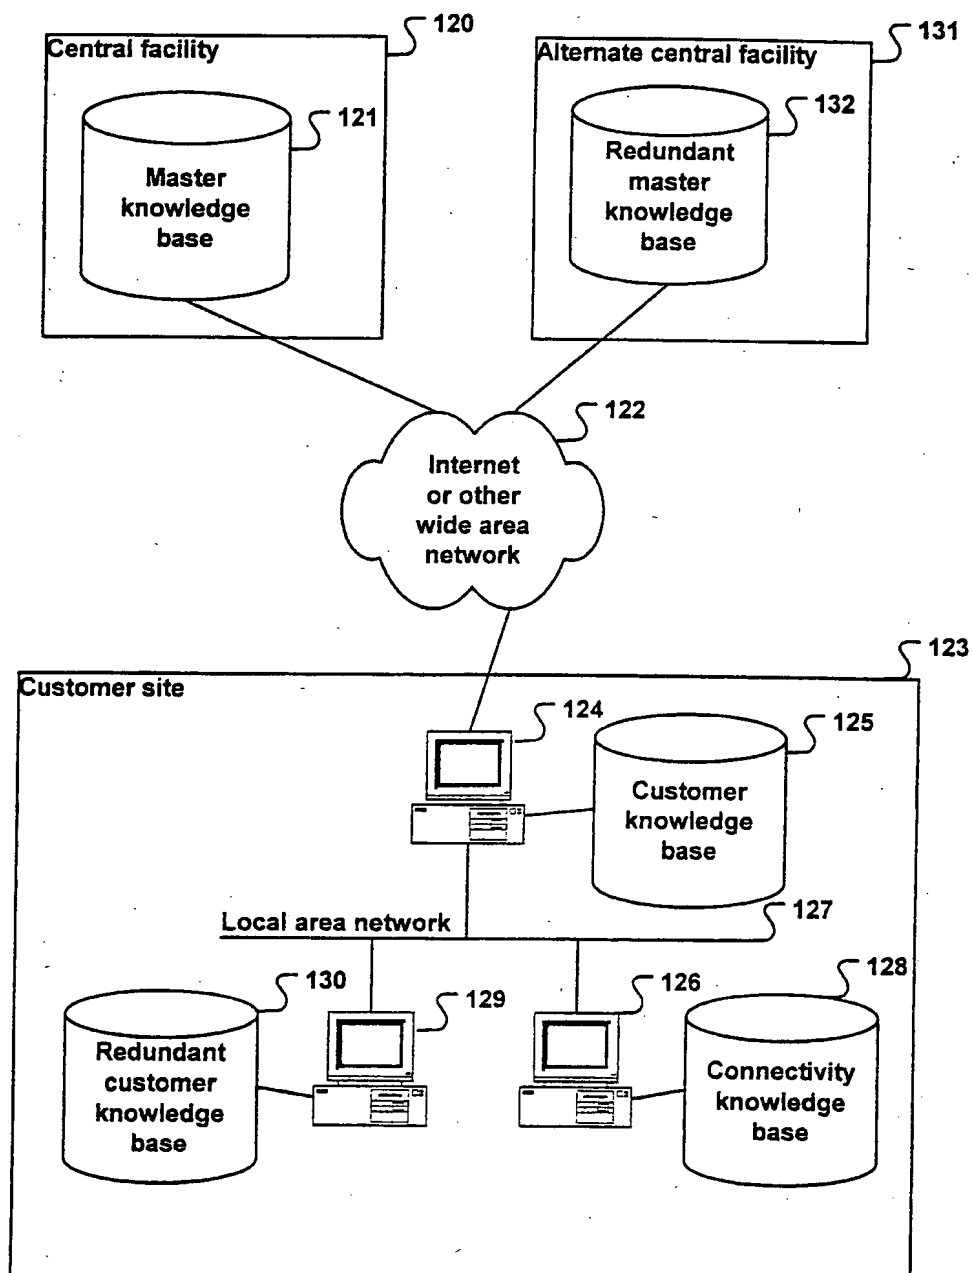 120
131
Central facility
Alternate central facility
121
132
Master
knowledge
base
Redundant
master
knowledge
base
122
Internet
or other
wide area
network
123
Customer site
124
125
Customer
knowledge
base
127
Local area network
130
129
126
128
Redundant
customer
knowledge
base
Connectivity
knowledge
base